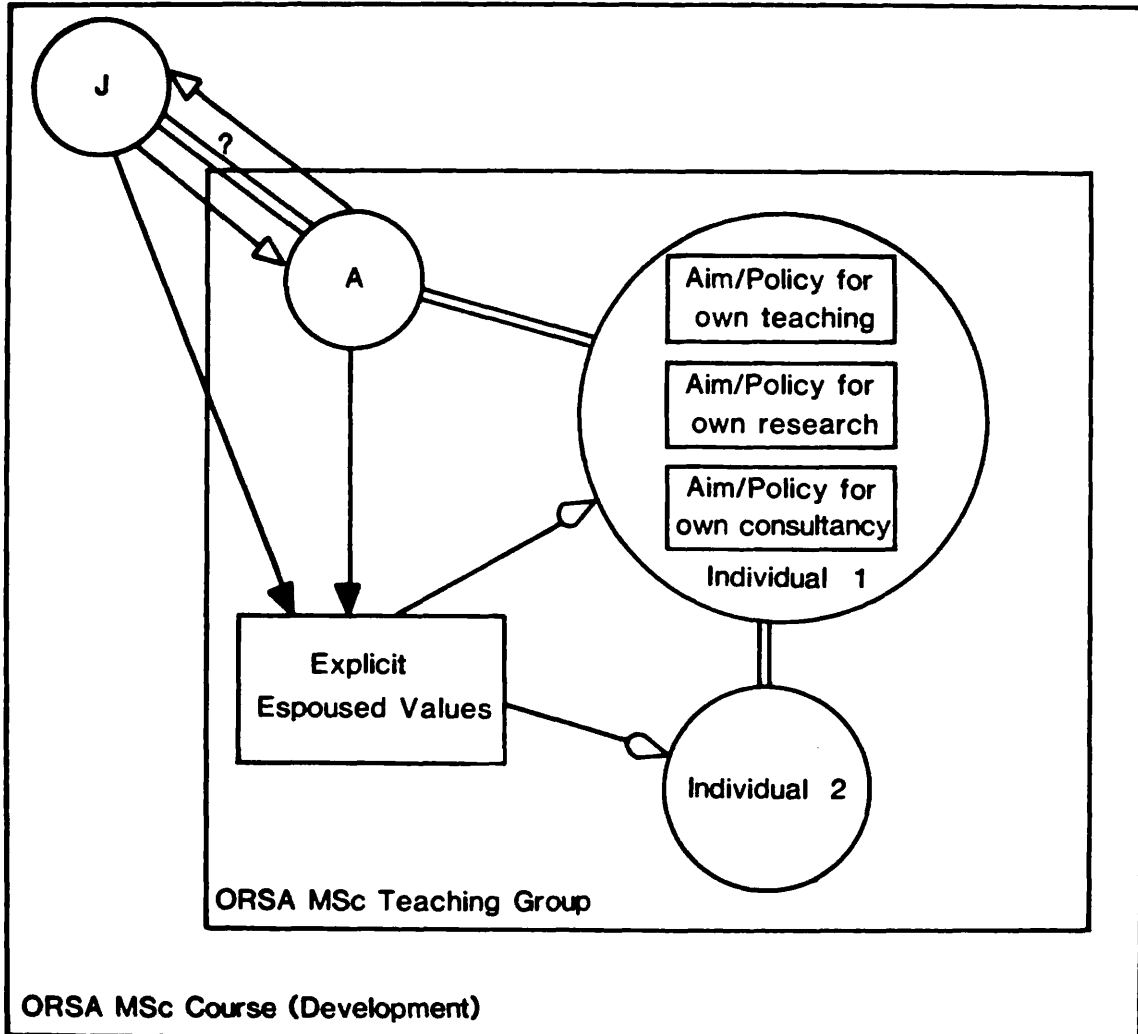 J
?
A
Aim/Policy for
own teaching
Aim/Policy for
own research
Aim/Policy for
own consultancy
Individual 1
Explicit
Espoused Values
Individual 2
ORSA MSc Teaching Group
ORSA MSc Course (Development)